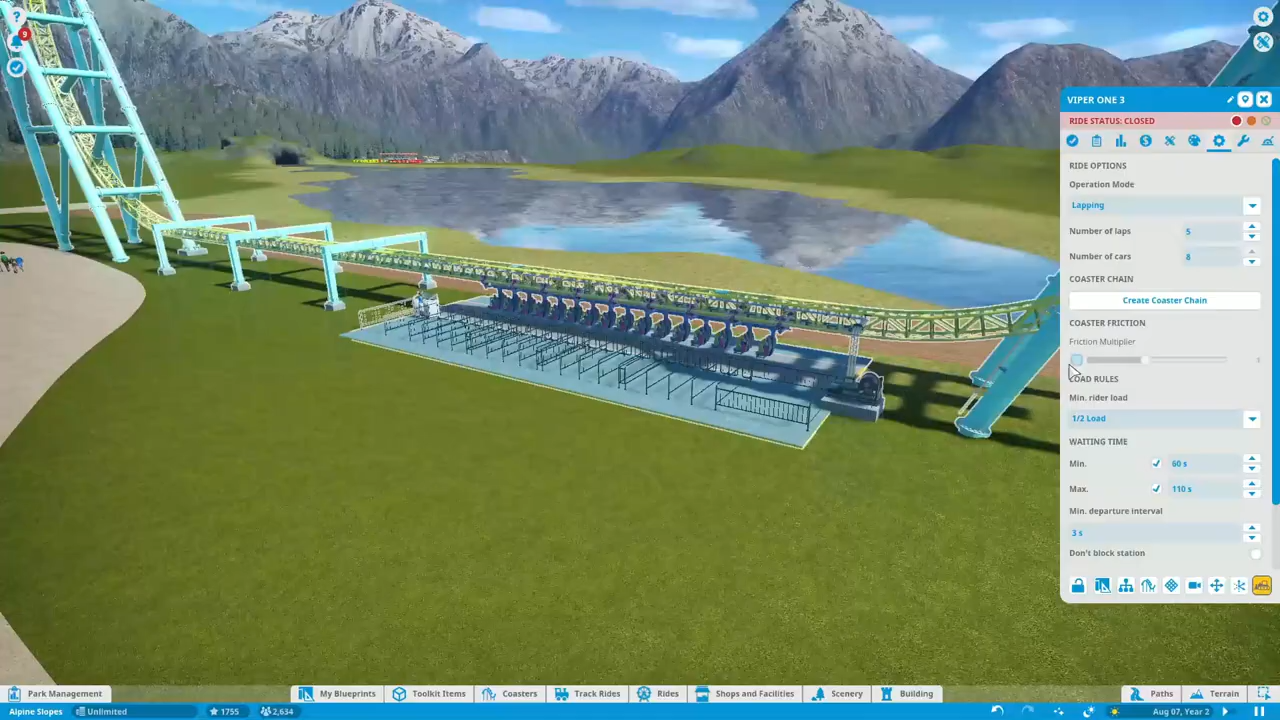 ?
9
VIPER ONE 3
RIDE STATUS: CLOSED
RIDE OPTIONS
Operation Mode
Lapping
Number of laps 5
Number of cars 8
COASTER CHAIN
Create Coaster Chain
COASTER FRICTION
Friction Multiplier
LOAD RULES
Min. rider load
1/2 Load
WAITING TIME
Min. 60 s
Max. 110 s
Min. departure interval
3 s
Don't block station
Park Management My Blueprints Toolkit Items Coasters Track Rides Rides Shops and Facilities Scenery Building Paths Terrain
Alpine Slopes Unlimited 1755 2,634 Aug 07, Year 2